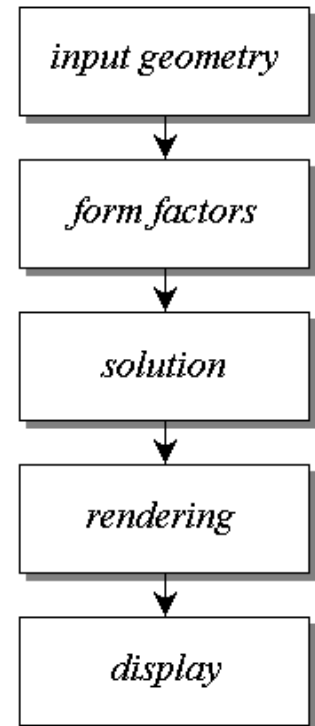 input geometry
form factors
solution
rendering
display